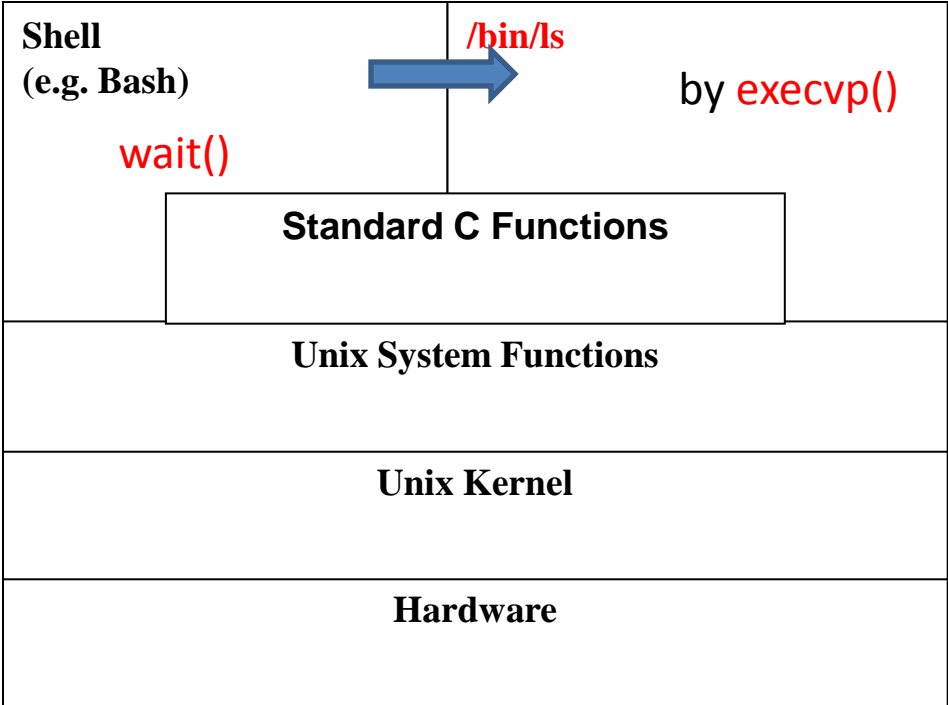 Shell
(e.g. Bash)
/bin/ls
by execvp()
wait()
Standard C Functions
Unix System Functions
Unix Kernel
Hardware